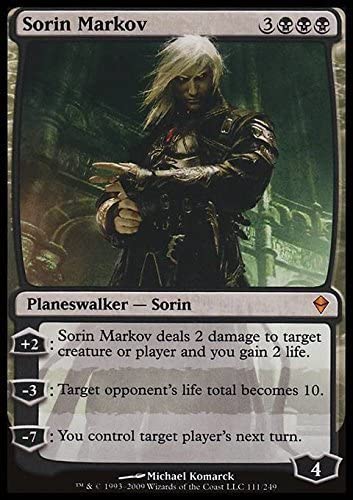 Sorin Markov 3
Planeswalker — Sorin
+2: Sorin Markov deals 2 damage to target
creature or player and you gain 2 life.
-3: Target opponent's life total becomes 10.
-7: You control target player's next turn.
4
Michael Komarck
™ & © 1993-2009 Wizards of the Coast LLC 111/249